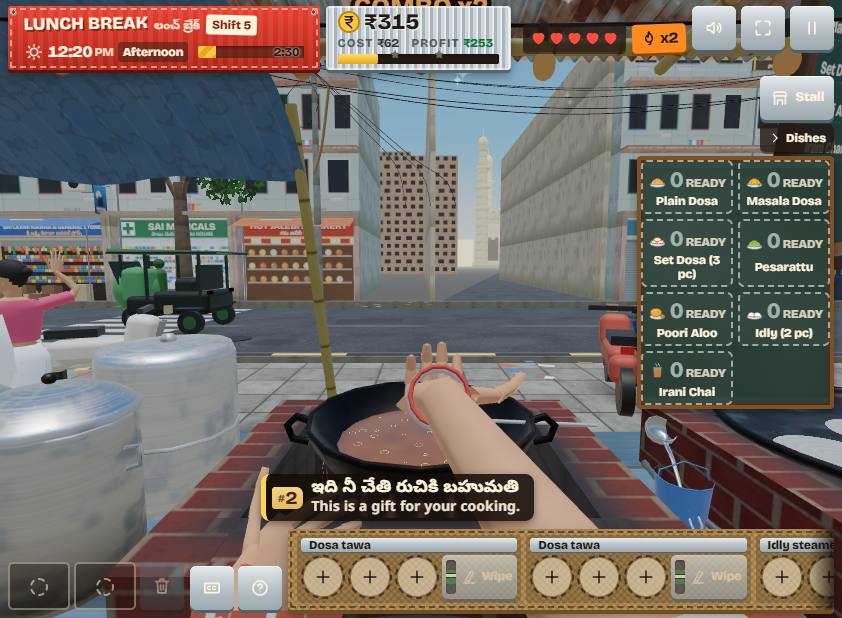 LUNCH BREAK లంచ్ బ్రేక్ Shift 5
12:20 PM Afternoon 2:30
₹315
COST ₹62 PROFIT ₹253
x2
Stall
Dishes
0 READY
Plain Dosa
0 READY
Masala Dosa
0 READY
Set Dosa (3 pc)
0 READY
Pesarattu
0 READY
Poori Aloo
0 READY
Idly (2 pc)
0 READY
Irani Chai
#2
ఇది నీ చేతి రుచికి బహుమతి
This is a gift for your cooking.
Dosa tawa
Wipe
Dosa tawa
Wipe
Idly steame
CC